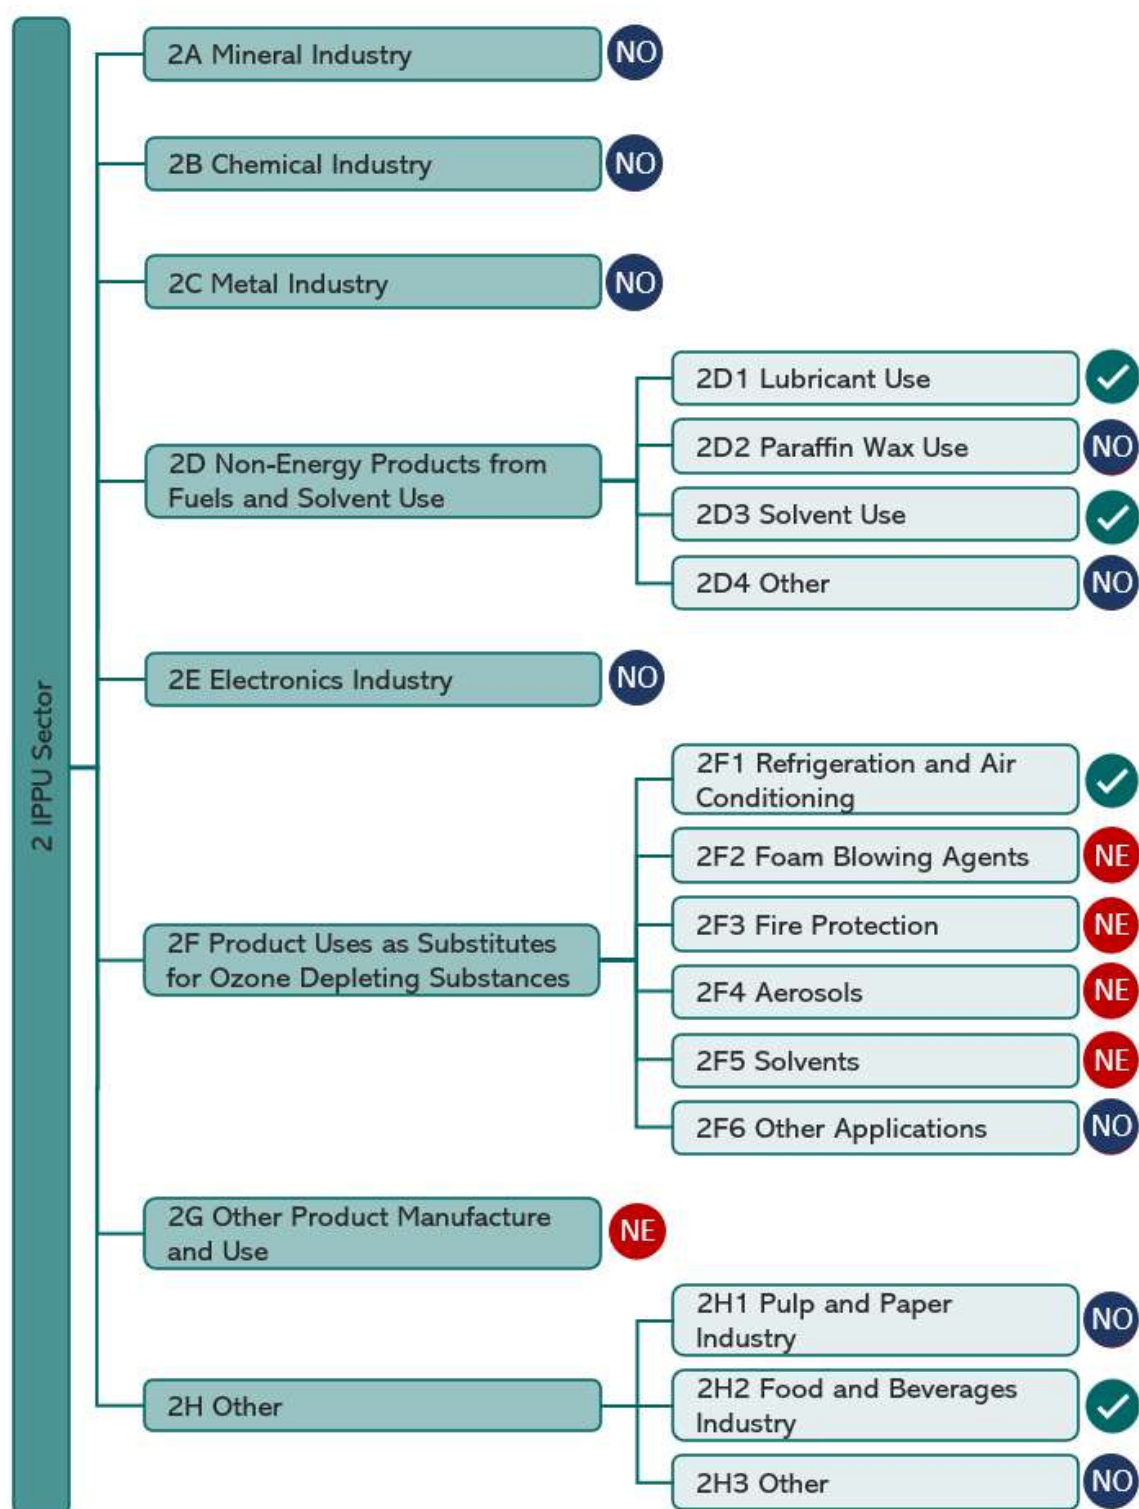 2 IPPU Sector
2A Mineral Industry
NO
2B Chemical Industry
NO
2C Metal Industry
NO
2D Non-Energy Products from
Fuels and Solvent Use
2D1 Lubricant Use
2D2 Paraffin Wax Use
NO
2D3 Solvent Use
2D4 Other
NO
2E Electronics Industry
NO
2F Product Uses as Substitutes
for Ozone Depleting Substances
2F1 Refrigeration and Air
Conditioning
2F2 Foam Blowing Agents
NE
2F3 Fire Protection
NE
2F4 Aerosols
NE
2F5 Solvents
NE
2F6 Other Applications
NO
2G Other Product Manufacture
and Use
NE
2H Other
2H1 Pulp and Paper
Industry
NO
2H2 Food and Beverages
Industry
2H3 Other
NO